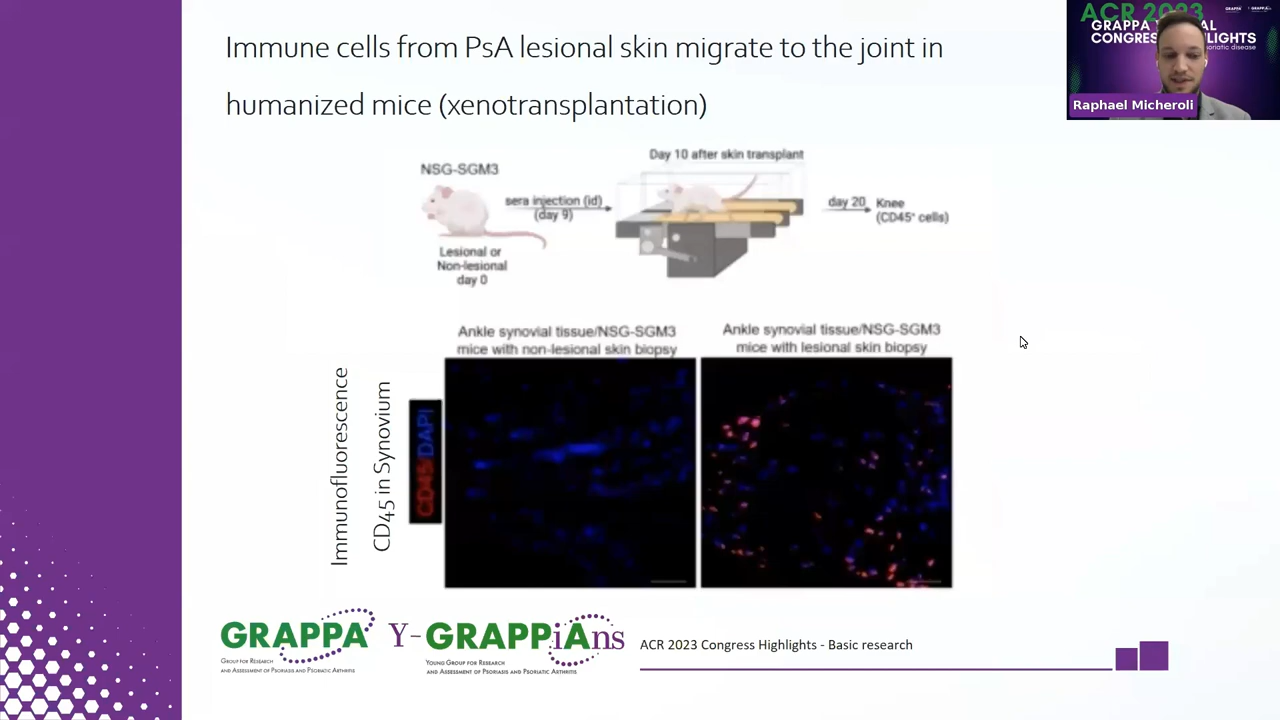 Immune cells from PsA lesional skin migrate to the joint in
humanized mice (xenotransplantation)
ACR 2023
GRAPPA
CONGRESS HIGHLIGHTS
Raphael Micheroli
NSG-SGM3
Lesional or
Non-lesional
day 0
sera injection (id)
(day 9)
Day 10 after skin transplant
day 20
Knee
(CD45⁺ cells)
Immunofluorescence
CD45 in Synovium
CD45/DAPI
Ankle synovial tissue/NSG-SGM3
mice with non-lesional skin biopsy
Ankle synovial tissue/NSG-SGM3
mice with lesional skin biopsy
GRAPPA
Group for Research
and Assessment of Psoriasis and Psoriatic Arthritis
Y-GRAPPiAns
Young Group for Research
and Assessment of Psoriasis and Psoriatic Arthritis
ACR 2023 Congress Highlights - Basic research